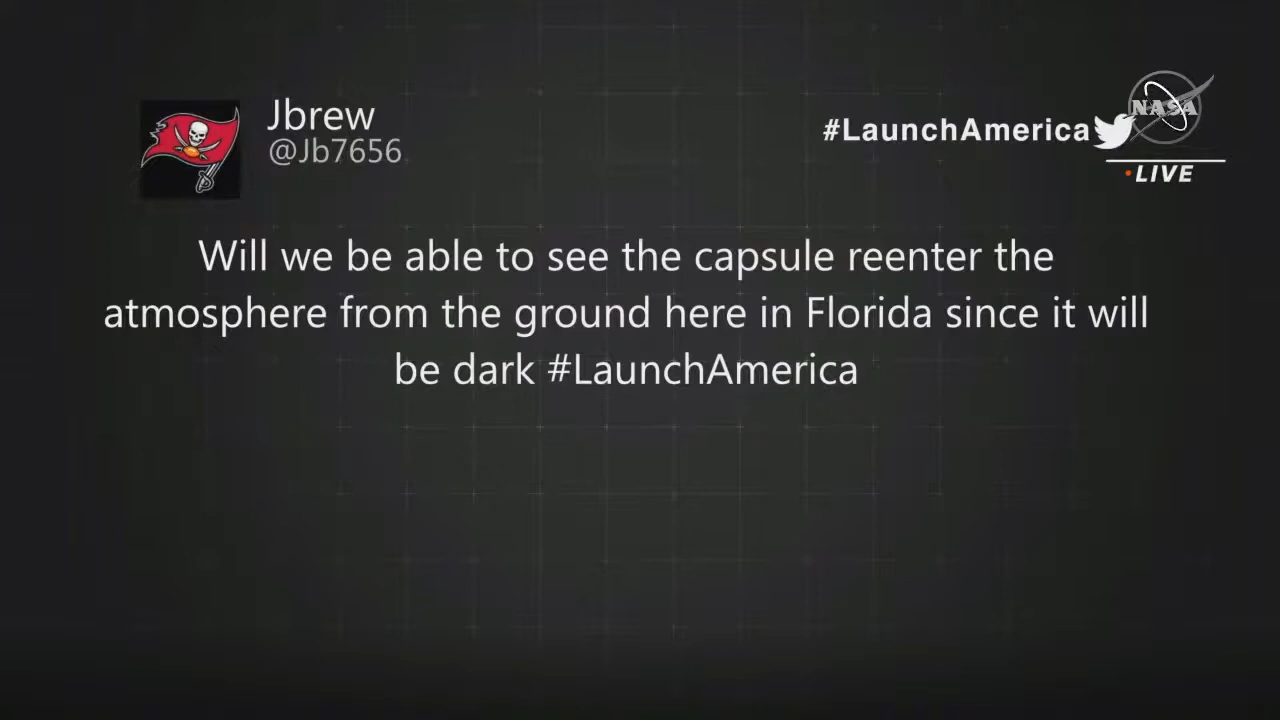 Jbrew
@Jb7656
#LaunchAmerica
NASA
LIVE
Will we be able to see the capsule reenter the
atmosphere from the ground here in Florida since it will
be dark #LaunchAmerica